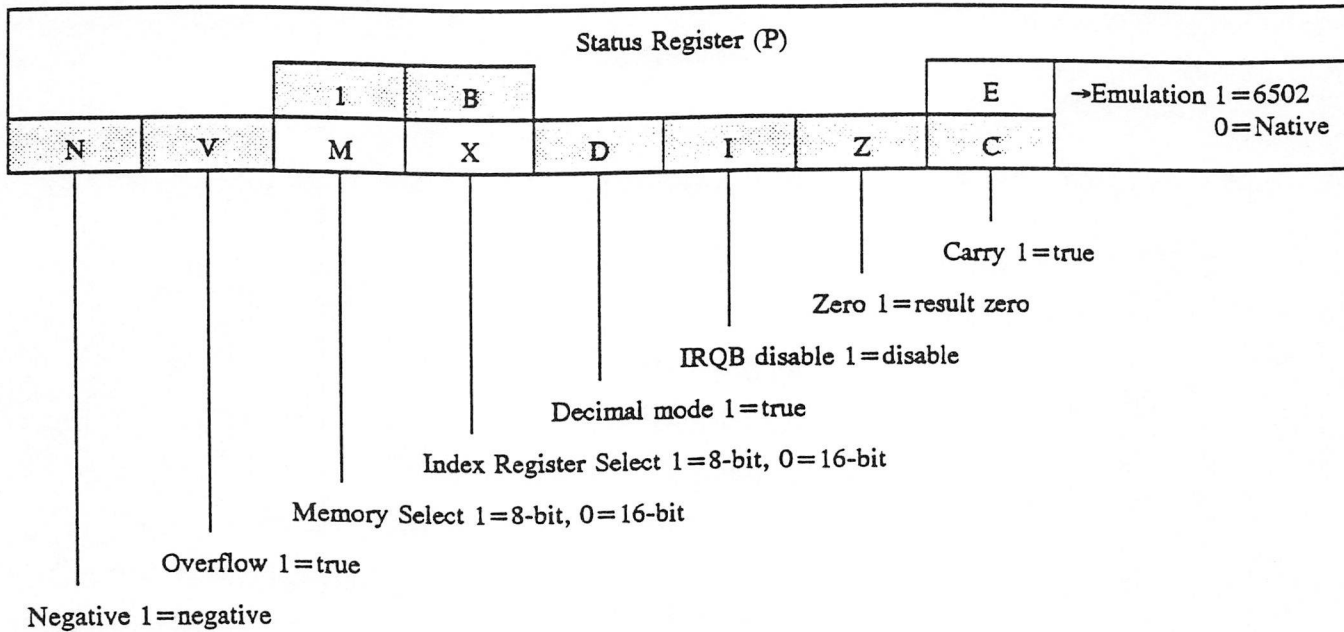 Status Register (P)
1 B E →Emulation 1=6502
0=Native
N V M X D I Z C
Carry 1=true
Zero 1=result zero
IRQB disable 1=disable
Decimal mode 1=true
Index Register Select 1=8-bit, 0=16-bit
Memory Select 1=8-bit, 0=16-bit
Overflow 1=true
Negative 1=negative